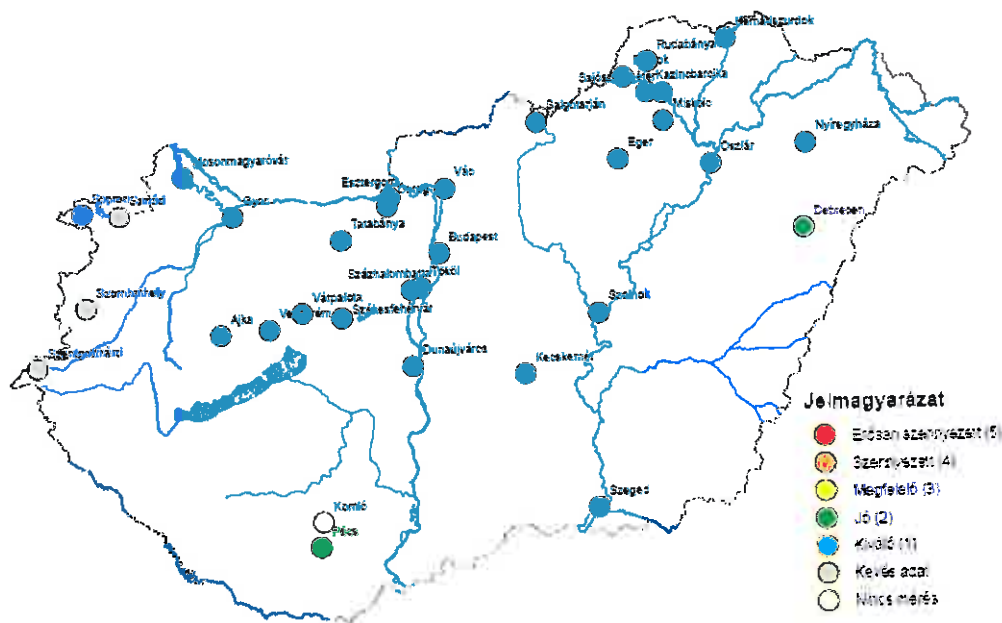 Rudabánya
Kazincbarcika
Miskolc
Salgótarján
Nyíregyháza
Eger
Oszlár
Mosonmagyaróvár
Vác
Esztergom
Sopron
Sarród
Győr
Debrecen
Tatabánya
Budapest
Százhalombatta
Tököl
Szombathely
Várpalota
Székesfehérvár
Szolnok
Ajka
Szentgotthárd
Dunaújváros
Kecskemét
Jelmagyarázat
Erősen szennyezett (5)
Szennyezett (4)
Megfelelő (3)
Jó (2)
Kiváló (1)
Kevés adat
Nincs mérés
Szeged
Komló
Pécs